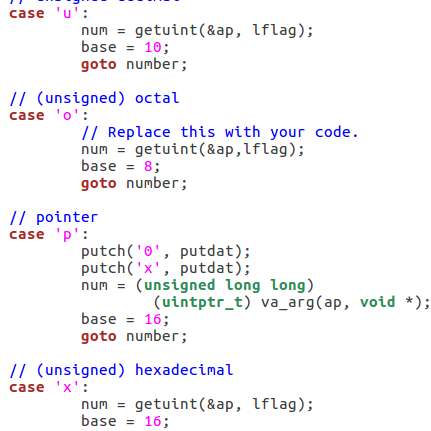 case 'u':
num = getuint(&ap, lflag);
base = 10;
goto number;
// (unsigned) octal
case 'o':
// Replace this with your code.
num = getuint(&ap,lflag);
base = 8;
goto number;
// pointer
case 'p':
putch('0', putdat);
putch('x', putdat);
num = (unsigned long long)
(uintptr_t) va_arg(ap, void *);
base = 16;
goto number;
// (unsigned) hexadecimal
case 'x':
num = getuint(&ap, lflag);
base = 16;